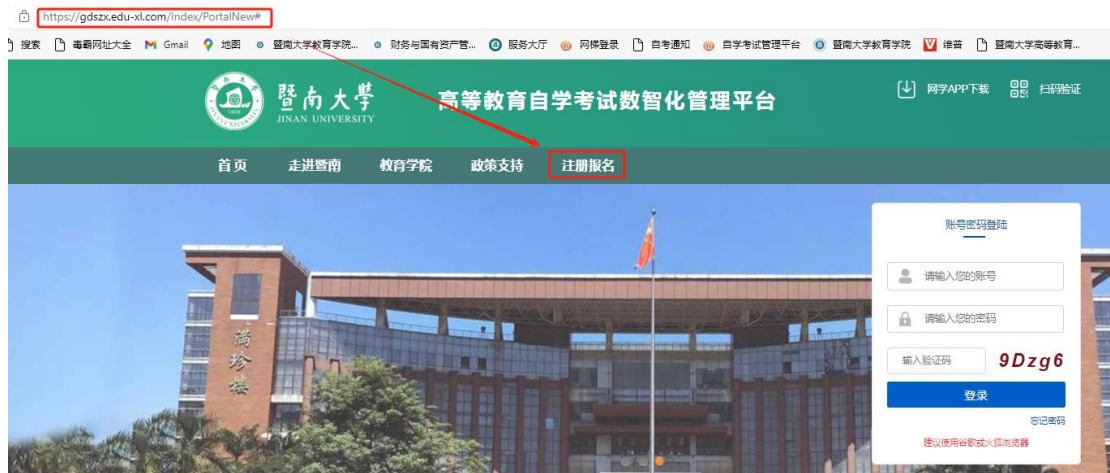 https://gdszx.edu-xl.com/Index/PortalNew#
搜索 毒霸网址大全 Gmail 地图 暨南大学教育学院... 财务与国有资产管... 服务大厅 网梯登录 自考通知 自学考试管理平台 暨南大学教育学院 维普 暨南大学高等教育...
暨南大學
JINAN UNIVERSITY
高等教育自学考试数智化管理平台
网学APP下载 扫码验证
首页 走进暨南 教育学院 政策支持 注册报名
账号密码登陆
请输入您的账号
请输入您的密码
输入验证码 9Dzg6
登录
忘记密码
建议使用谷歌或火狐浏览器
满珍楼